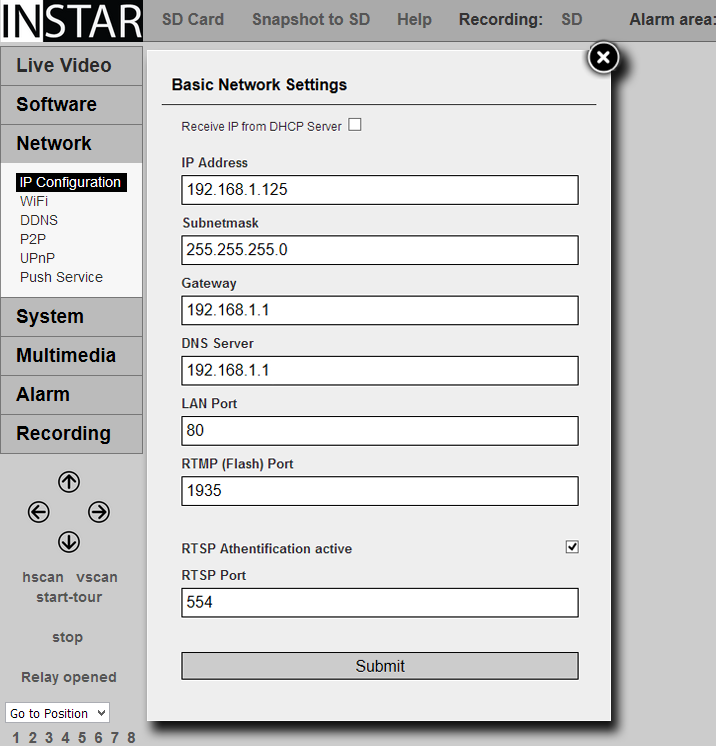 INSTAR SD Card Snapshot to SD Help Recording: SD Alarm area:
Live Video
Software
Network
IP Configuration
WiFi
DDNS
P2P
UPnP
Push Service
System
Multimedia
Alarm
Recording
hscan vscan
start-tour
stop
Relay opened
Go to Position
1 2 3 4 5 6 7 8
Basic Network Settings
Receive IP from DHCP Server
IP Address
192.168.1.125
Subnetmask
255.255.255.0
Gateway
192.168.1.1
DNS Server
192.168.1.1
LAN Port
80
RTMP (Flash) Port
1935
RTSP Athentification active
RTSP Port
554
Submit